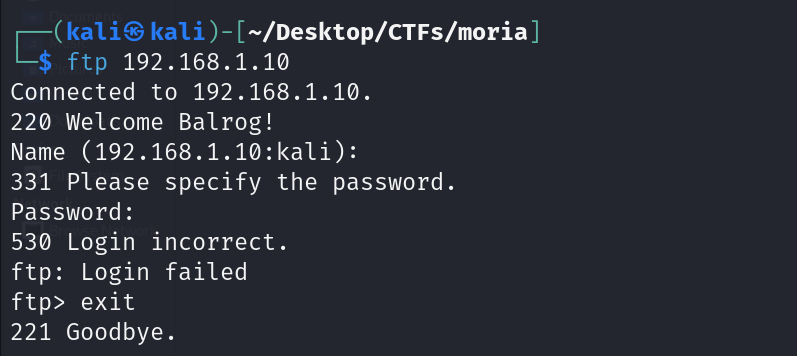 ┌──(kali㉿kali)-[~/Desktop/CTFs/moria]
└─$ ftp 192.168.1.10
Connected to 192.168.1.10.
220 Welcome Balrog!
Name (192.168.1.10:kali):
331 Please specify the password.
Password:
530 Login incorrect.
ftp: Login failed
ftp> exit
221 Goodbye.